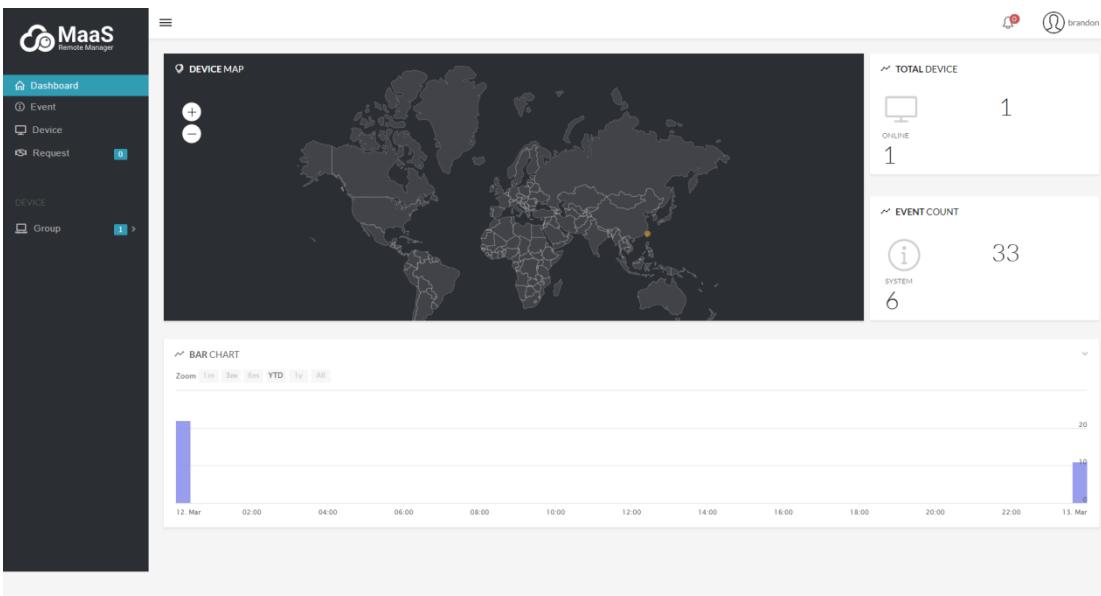 MaaS
Remote Manager
0
brandon
Dashboard
Event
Device
Request 0
DEVICE
Group 1
DEVICE MAP
+
−
TOTAL DEVICE
1
ONLINE
1
EVENT COUNT
33
SYSTEM
6
BAR CHART
Zoom 1m 3m 6m YTD 1y All
20
10
0
12. Mar 02:00 04:00 06:00 08:00 10:00 12:00 14:00 16:00 18:00 20:00 22:00 13. Mar